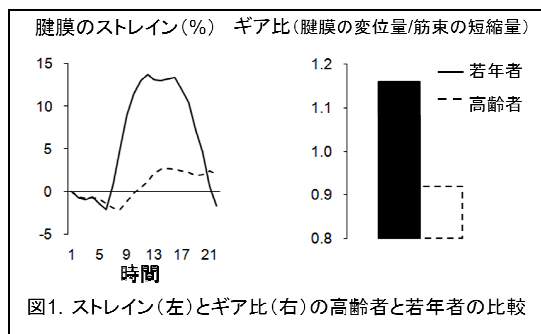 腱膜のストレイン(%) ギア比(腱膜の変位量/筋束の短縮量)
15
10
5
0
-5
1 5 9 13 17 21
時間
1.2
1.1
1.0
0.9
0.8
若年者
高齢者
図1. ストレイン(左)とギア比(右)の高齢者と若年者の比較